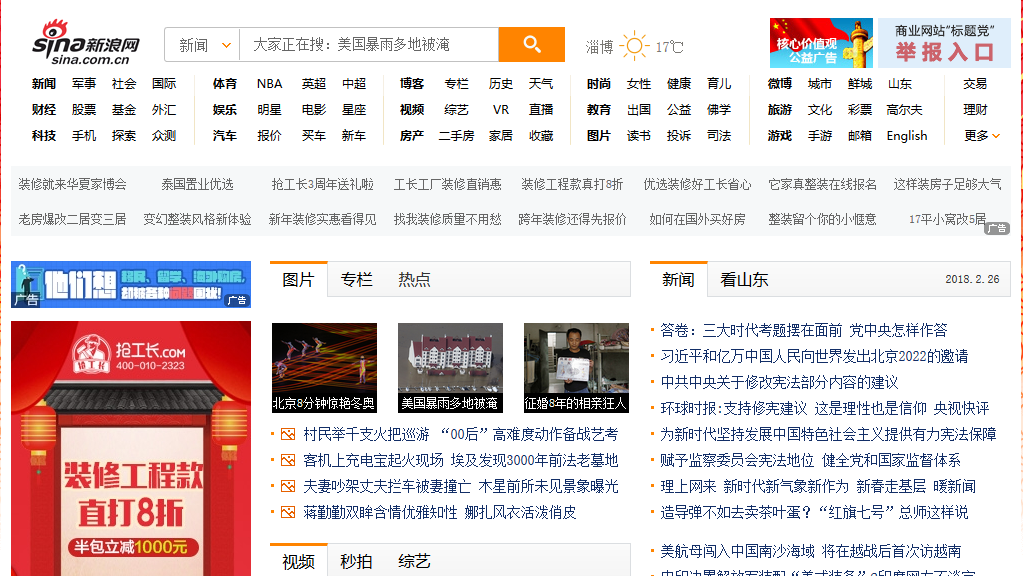 sina新浪网
sina.com.cn
新闻 大家正在搜：美国暴雨多地被淹
淄博 17℃
核心价值观
公益广告
商业网站"标题党"
举报入口
新闻 军事 社会 国际 体育 NBA 英超 中超 博客 专栏 历史 天气 时尚 女性 健康 育儿 微博 城市 鲜城 山东 交易
财经 股票 基金 外汇 娱乐 明星 电影 星座 视频 综艺 VR 直播 教育 出国 公益 佛学 旅游 文化 彩票 高尔夫 理财
科技 手机 探索 众测 汽车 报价 买车 新车 房产 二手房 家居 收藏 图片 读书 投诉 司法 游戏 手游 邮箱 English 更多
装修就来华夏家博会 泰国置业优选 抢工长3周年送礼啦 工长工厂装修直销惠 装修工程款真打8折 优选装修好工长省心 它家真整装在线报名 这样装房子足够大气
老房爆改二居变三居 变幻整装风格新体验 新年装修实惠看得见 找我装修质量不用愁 跨年装修还得先报价 如何在国外买好房 整装留个你的小惬意 17平小窝改5居
广告
他们想
广告
广告
抢工长.COM
400-010-2323
抢工长
装修工程款
直打8折
半包立减1000元
图片 专栏 热点
北京8分钟惊艳冬奥
美国暴雨多地被淹
征婚8年的相亲狂人
村民举千支火把巡游 “00后”高难度动作备战艺考
客机上充电宝起火现场 埃及发现3000年前法老墓地
夫妻吵架丈夫拦车被妻撞亡 木星前所未见景象曝光
蒋勤勤双眸含情优雅知性 娜扎风衣活泼俏皮
视频 秒拍 综艺
新闻 看山东 2018. 2. 26
答卷：三大时代考题摆在面前 党中央怎样作答
习近平和亿万中国人民向世界发出北京2022的邀请
中共中央关于修改宪法部分内容的建议
环球时报:支持修宪建议 这是理性也是信仰 央视快评
为新时代坚持发展中国特色社会主义提供有力宪法保障
赋予监察委员会宪法地位 健全党和国家监督体系
理上网来 新时代新气象新作为 新春走基层 暖新闻
造导弹不如去卖茶叶蛋？“红旗七号”总师这样说
美航母闯入中国南沙海域 将在越战后首次访越南